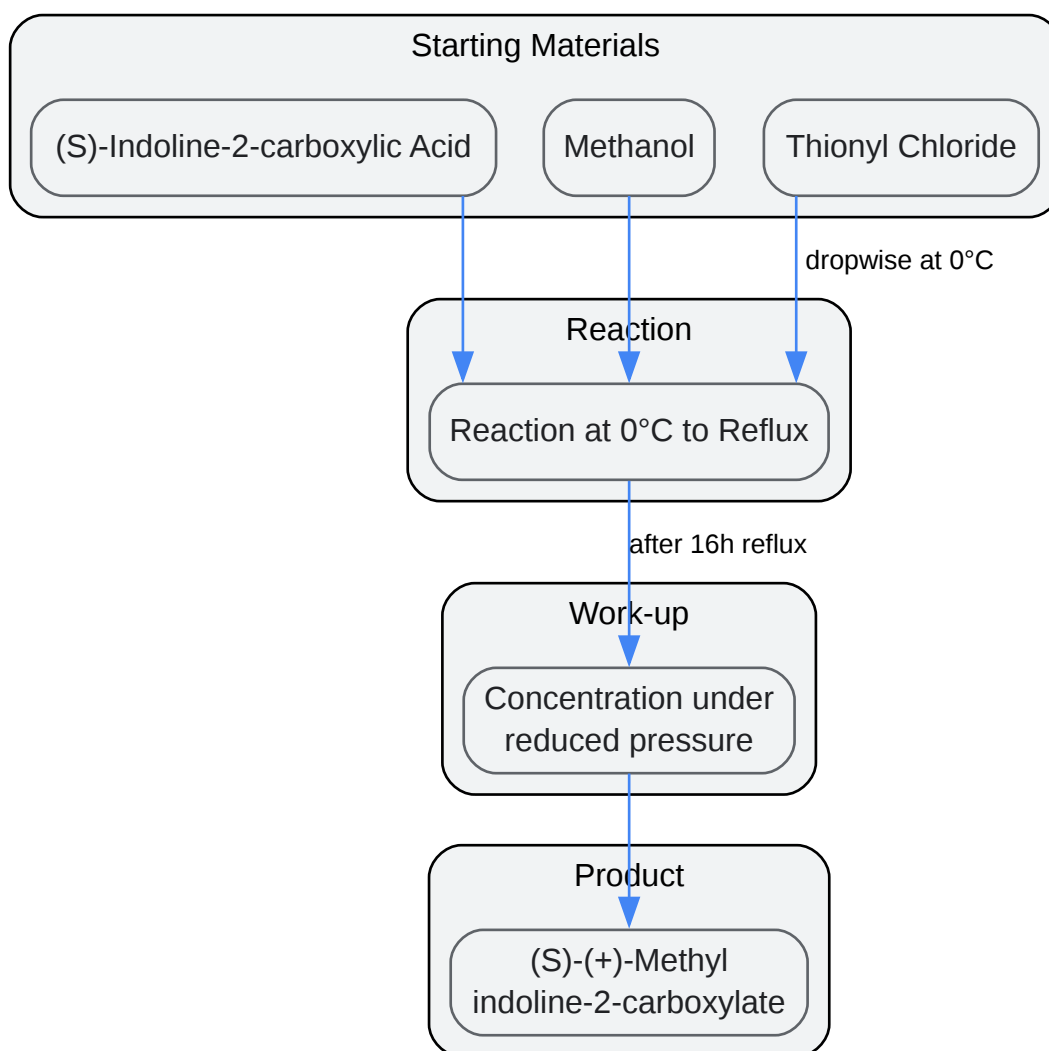 Starting Materials
(S)-Indoline-2-carboxylic Acid
Methanol
Thionyl Chloride
dropwise at 0°C
Reaction
Reaction at 0°C to Reflux
after 16h reflux
Work-up
Concentration under
reduced pressure
Product
(S)-(+)-Methyl
indoline-2-carboxylate